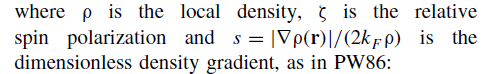 where ρ is the local density, ζ is the relative
spin polarization and s = |∇ρ(r)|/(2k_F ρ) is the
dimensionless density gradient, as in PW86: